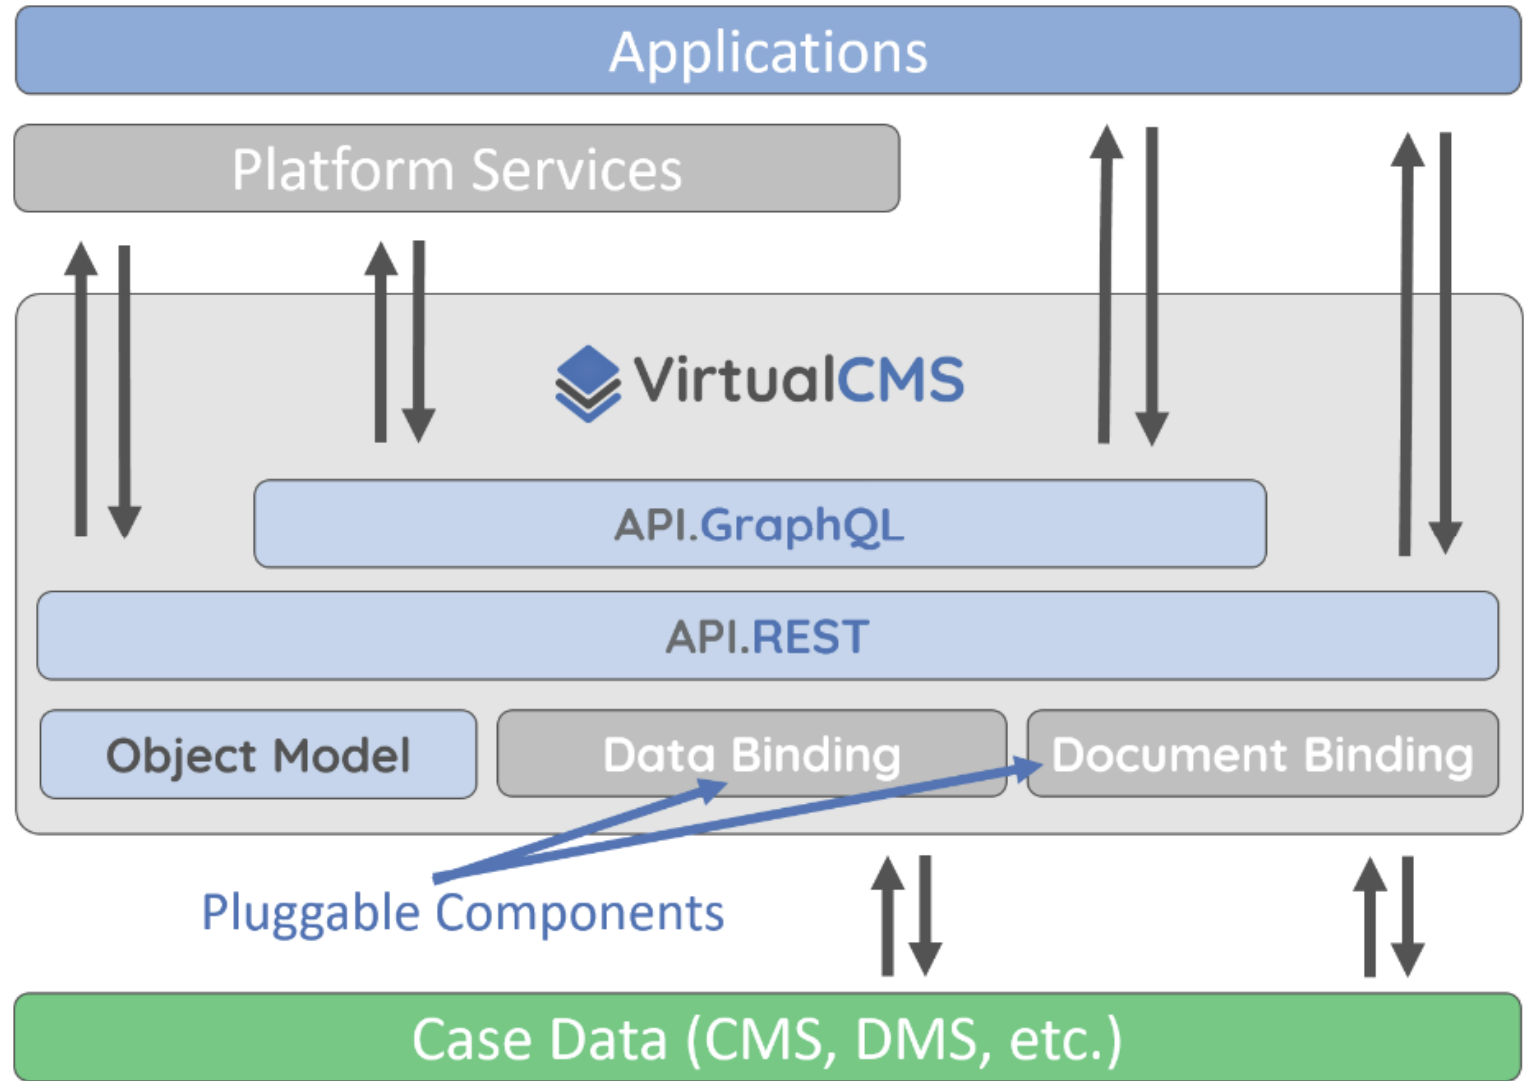 Applications
Platform Services
VirtualCMS
API.GraphQL
API.REST
Object Model
Data Binding
Document Binding
Pluggable Components
Case Data (CMS, DMS, etc.)